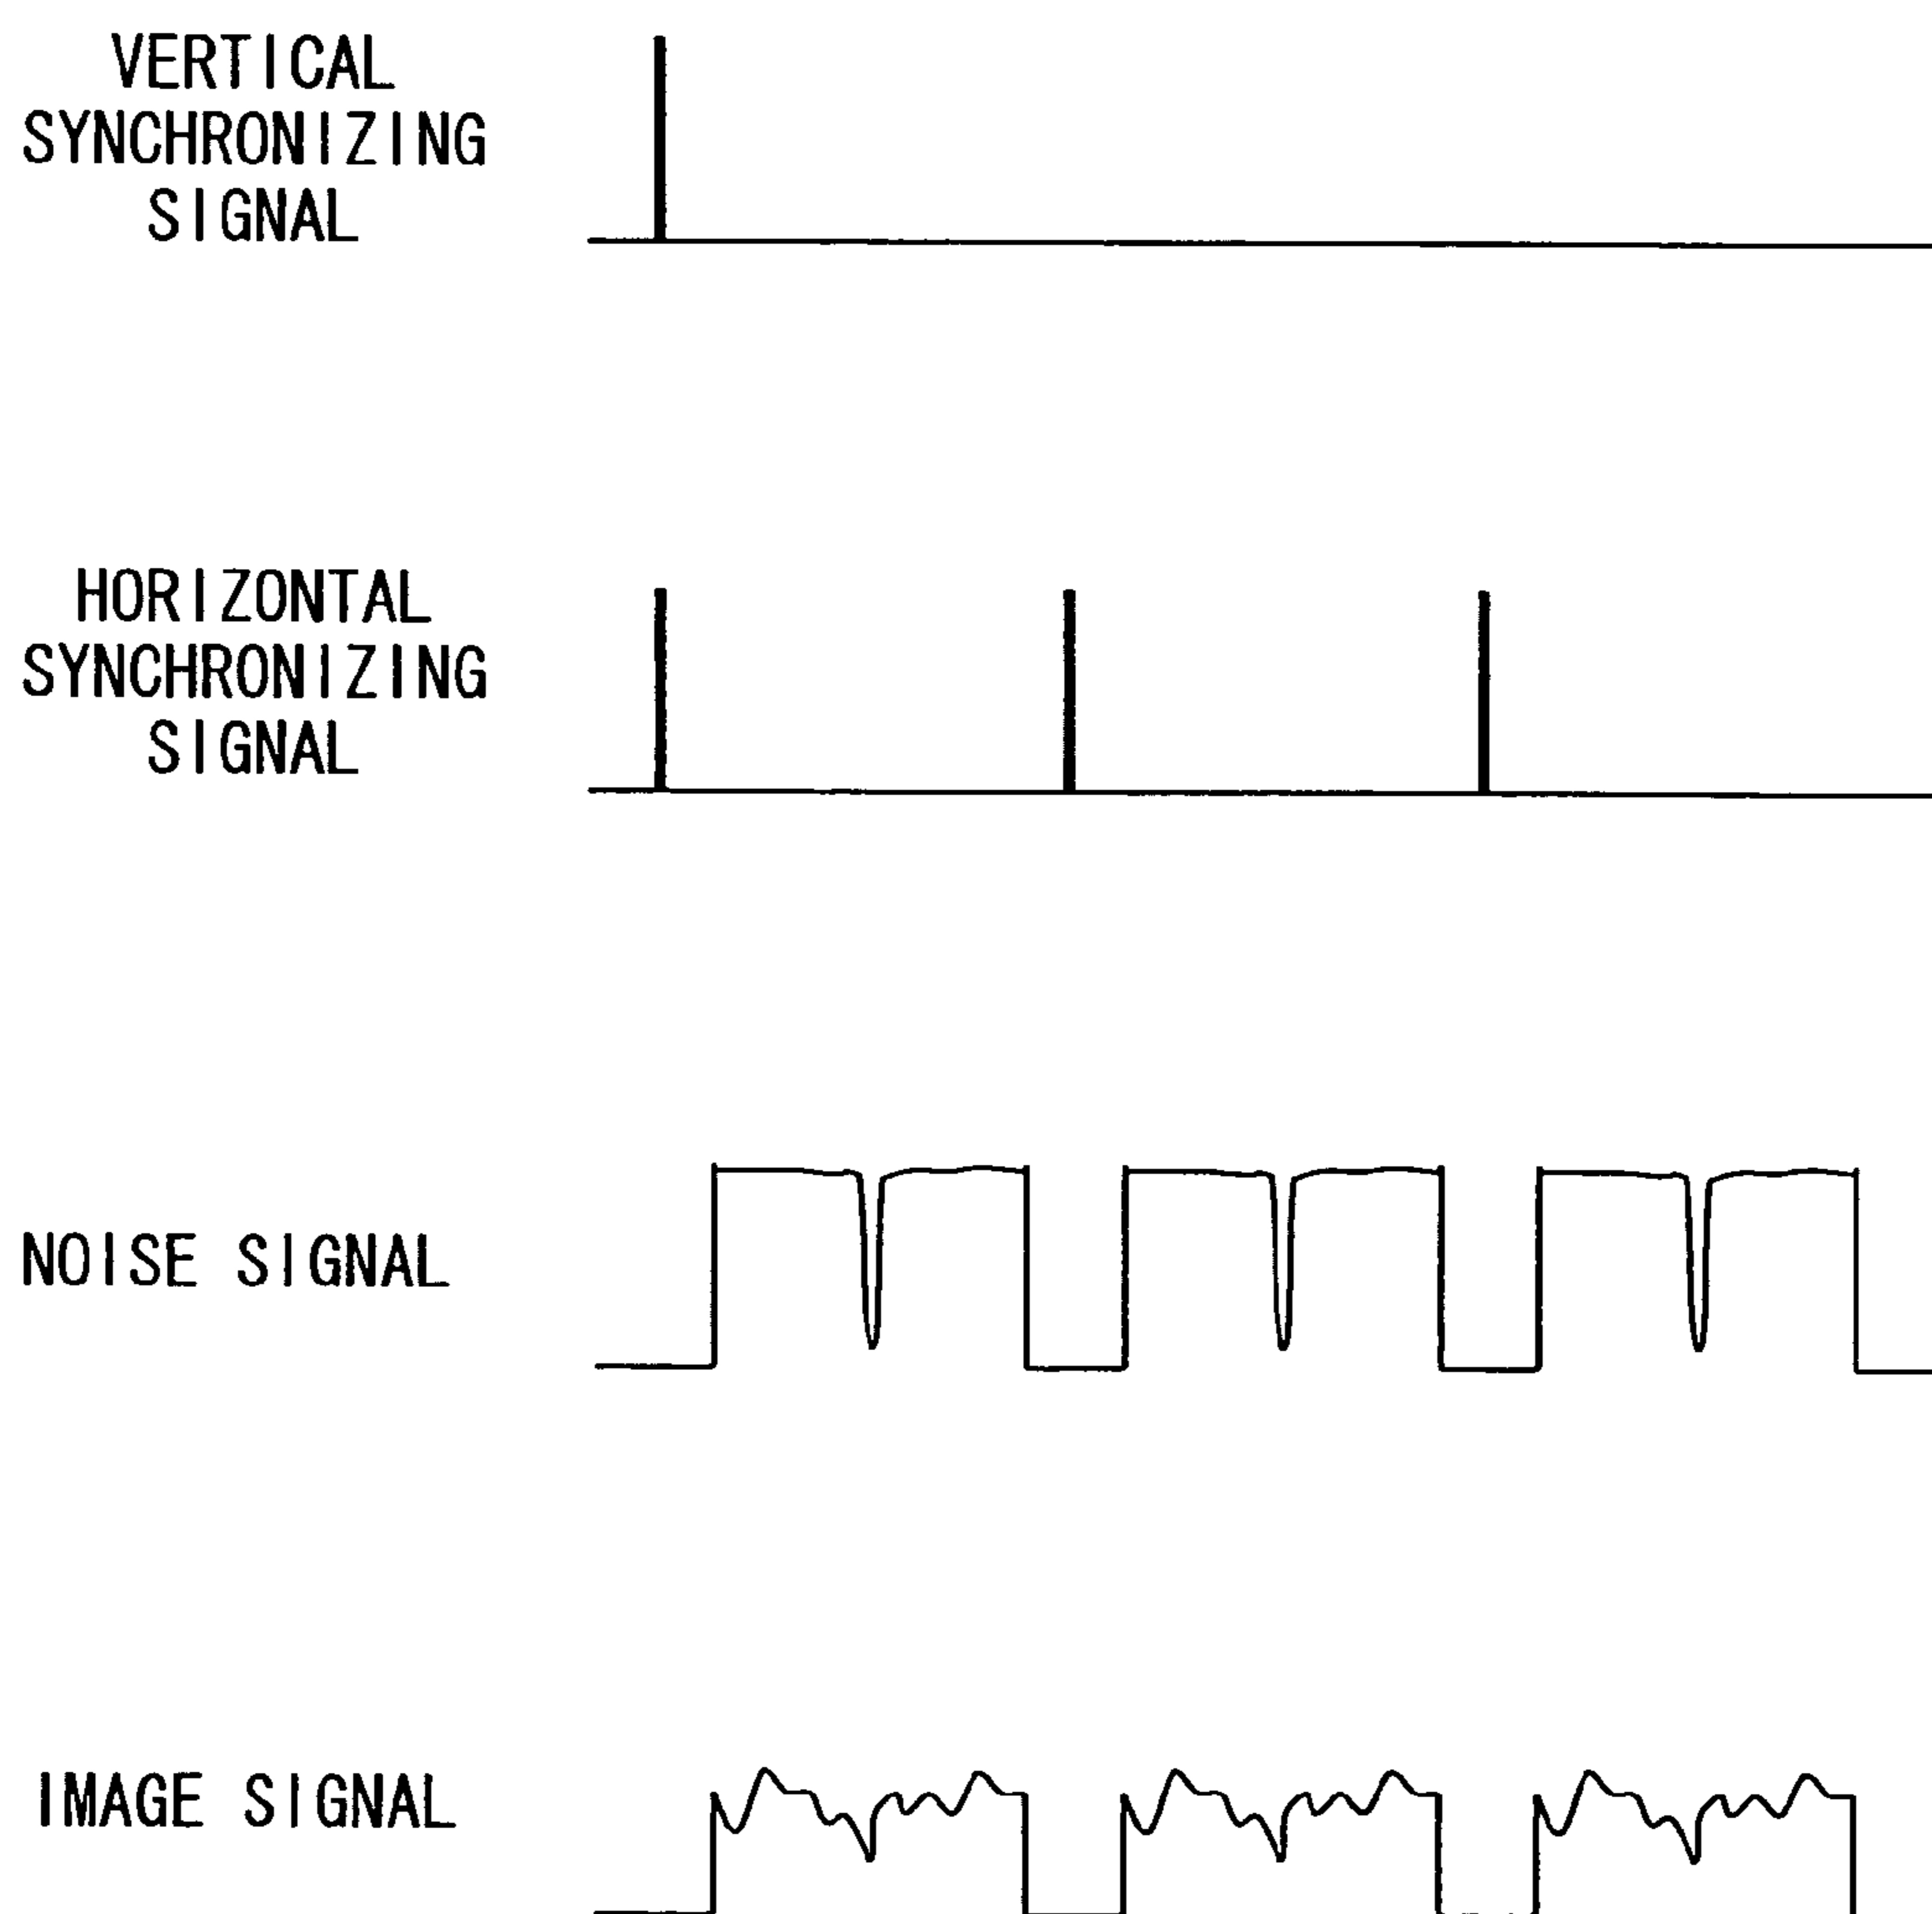 VERTICAL
SYNCHRONIZING
SIGNAL
HORIZONTAL
SYNCHRONIZING
SIGNAL
NOISE SIGNAL
IMAGE SIGNAL